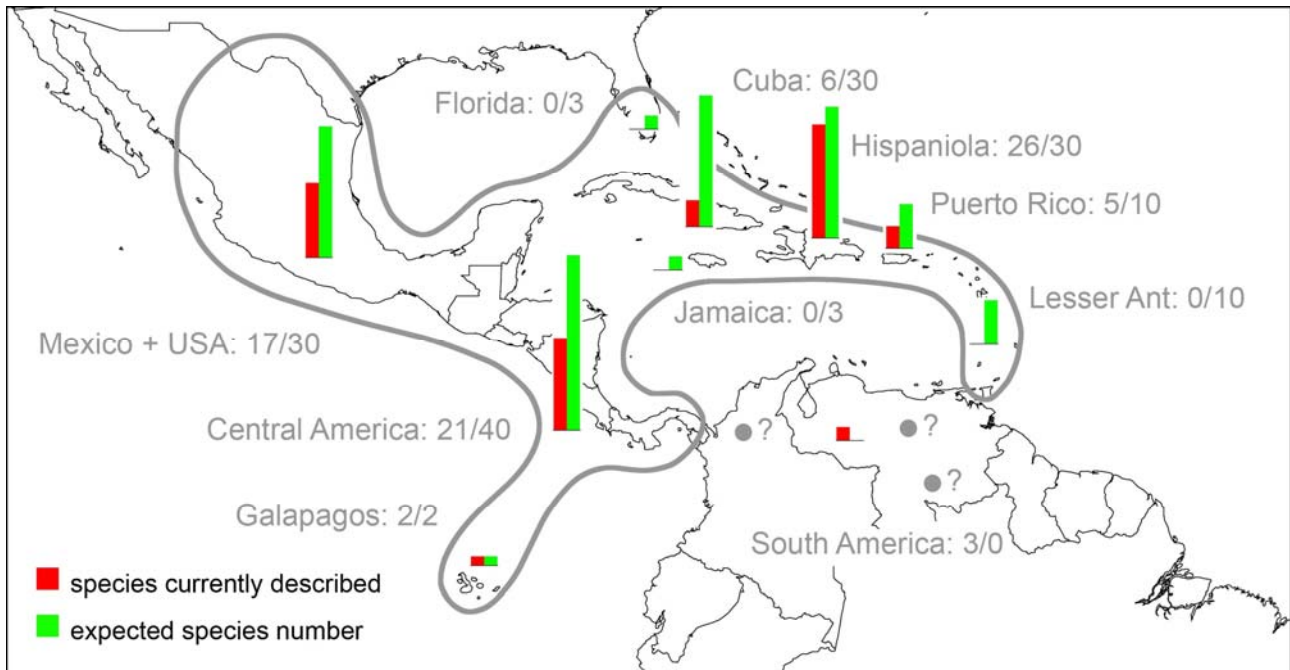 Cuba: 6/30
Florida: 0/3
Hispaniola: 26/30
Puerto Rico: 5/10
Lesser Ant: 0/10
Jamaica: 0/3
Mexico + USA: 17/30
Central America: 21/40
?
?
?
Galapagos: 2/2
South America: 3/0
species currently described
expected species number